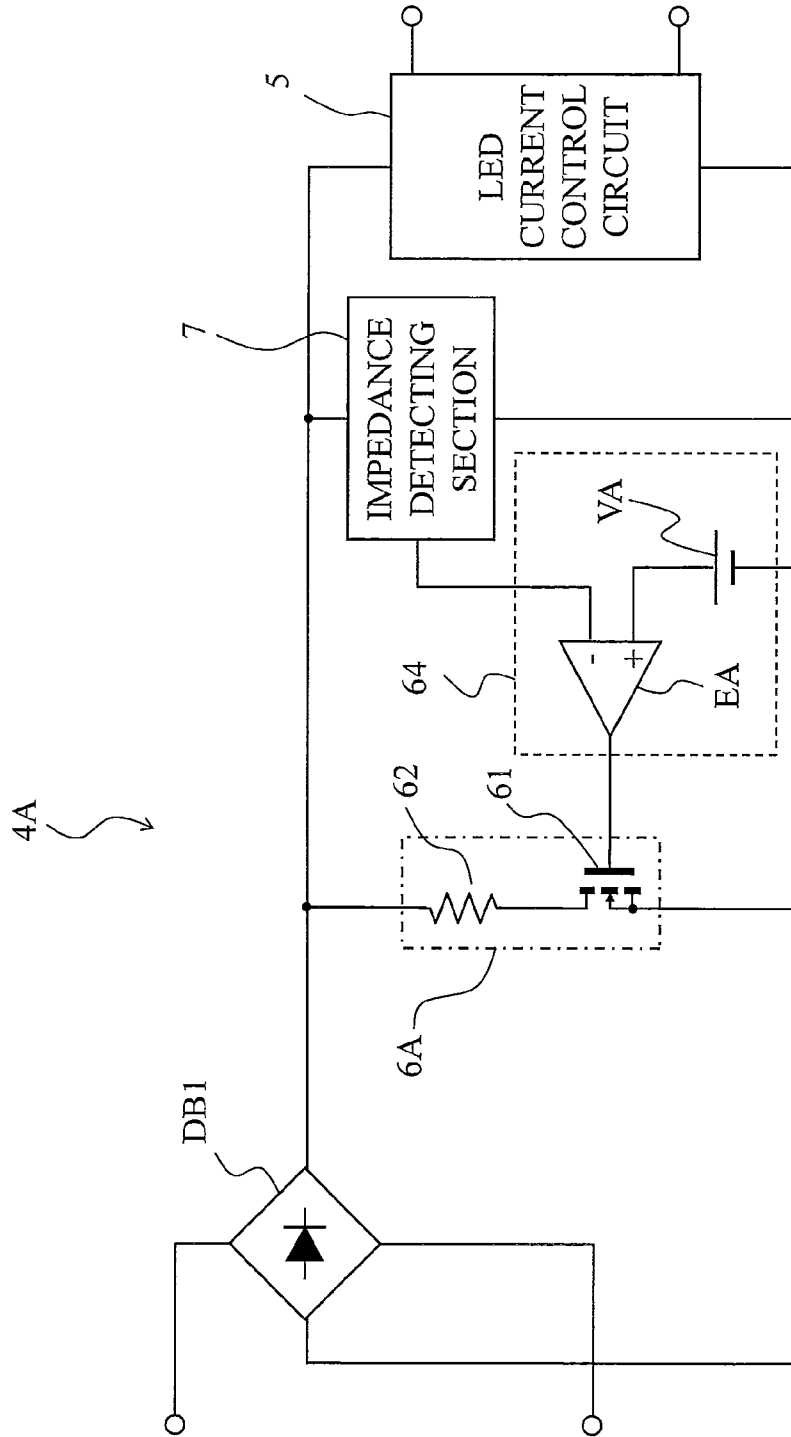 4A
DB1
6A
62
61
64
EA
VA
-
+
7
IMPEDANCE
DETECTING
SECTION
5
LED
CURRENT
CONTROL
CIRCUIT